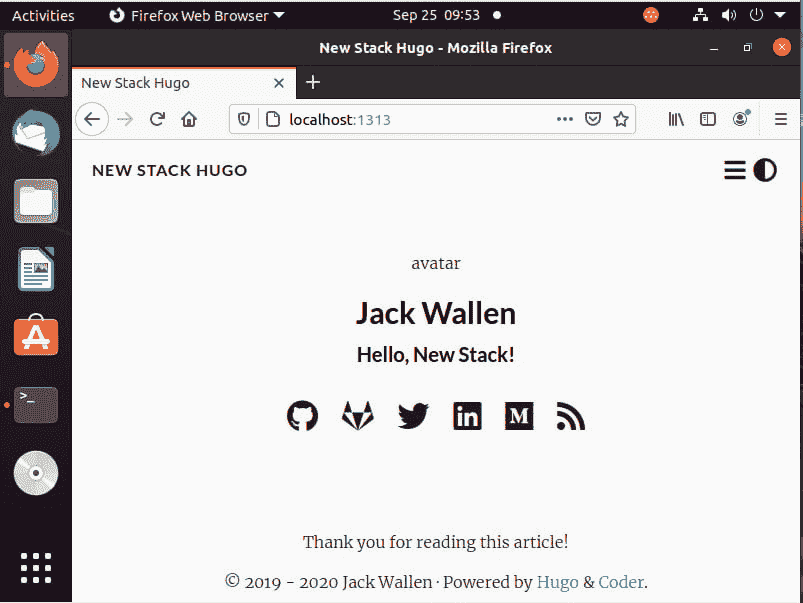 Activities Firefox Web Browser Sep 25 09:53
New Stack Hugo - Mozilla Firefox
New Stack Hugo
localhost:1313
NEW STACK HUGO
avatar
Jack Wallen
Hello, New Stack!
in M
Thank you for reading this article!
© 2019 - 2020 Jack Wallen · Powered by Hugo & Coder.